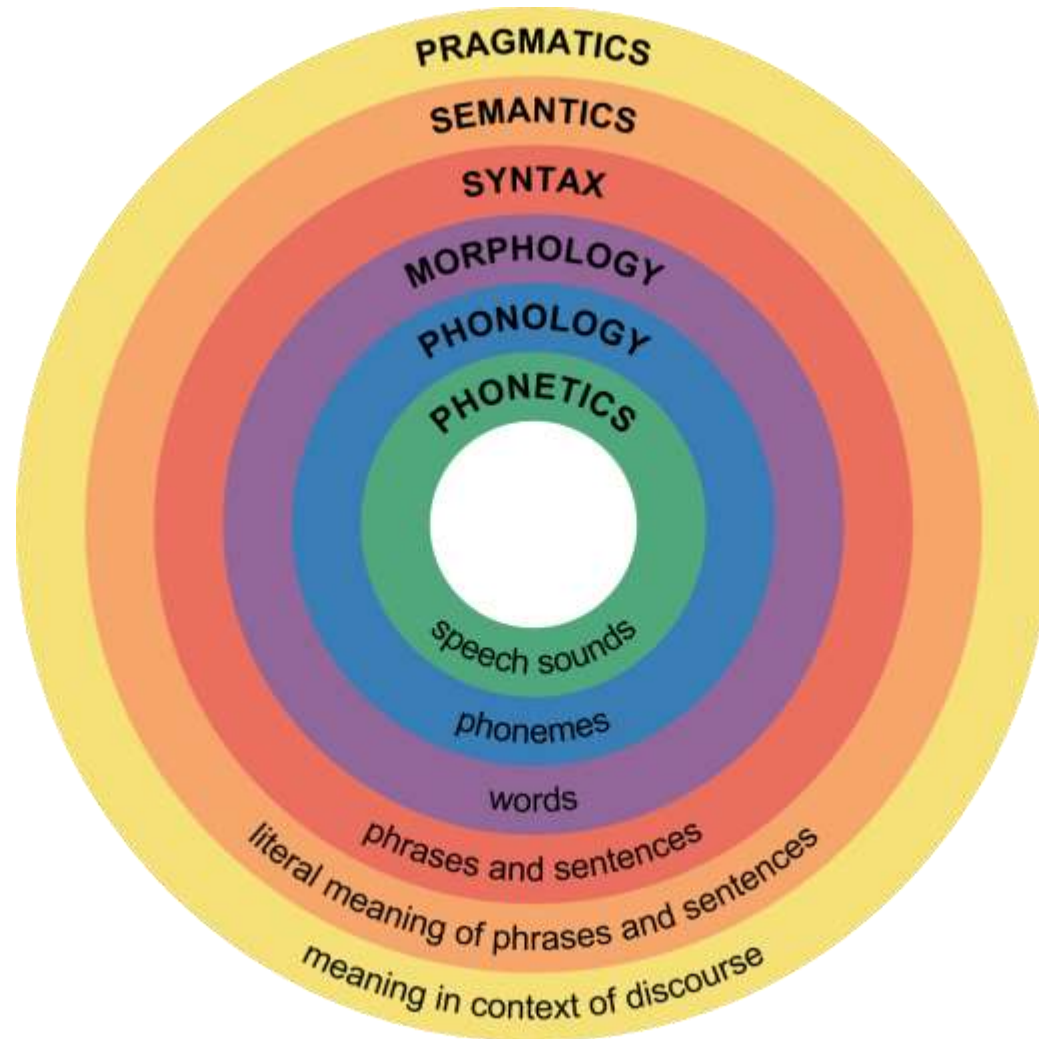 PRAGMATICS
SEMANTICS
SYNTAX
MORPHOLOGY
PHONOLOGY
PHONETICS
speech sounds
phonemes
words
phrases and sentences
literal meaning of phrases and sentences
meaning in context of discourse